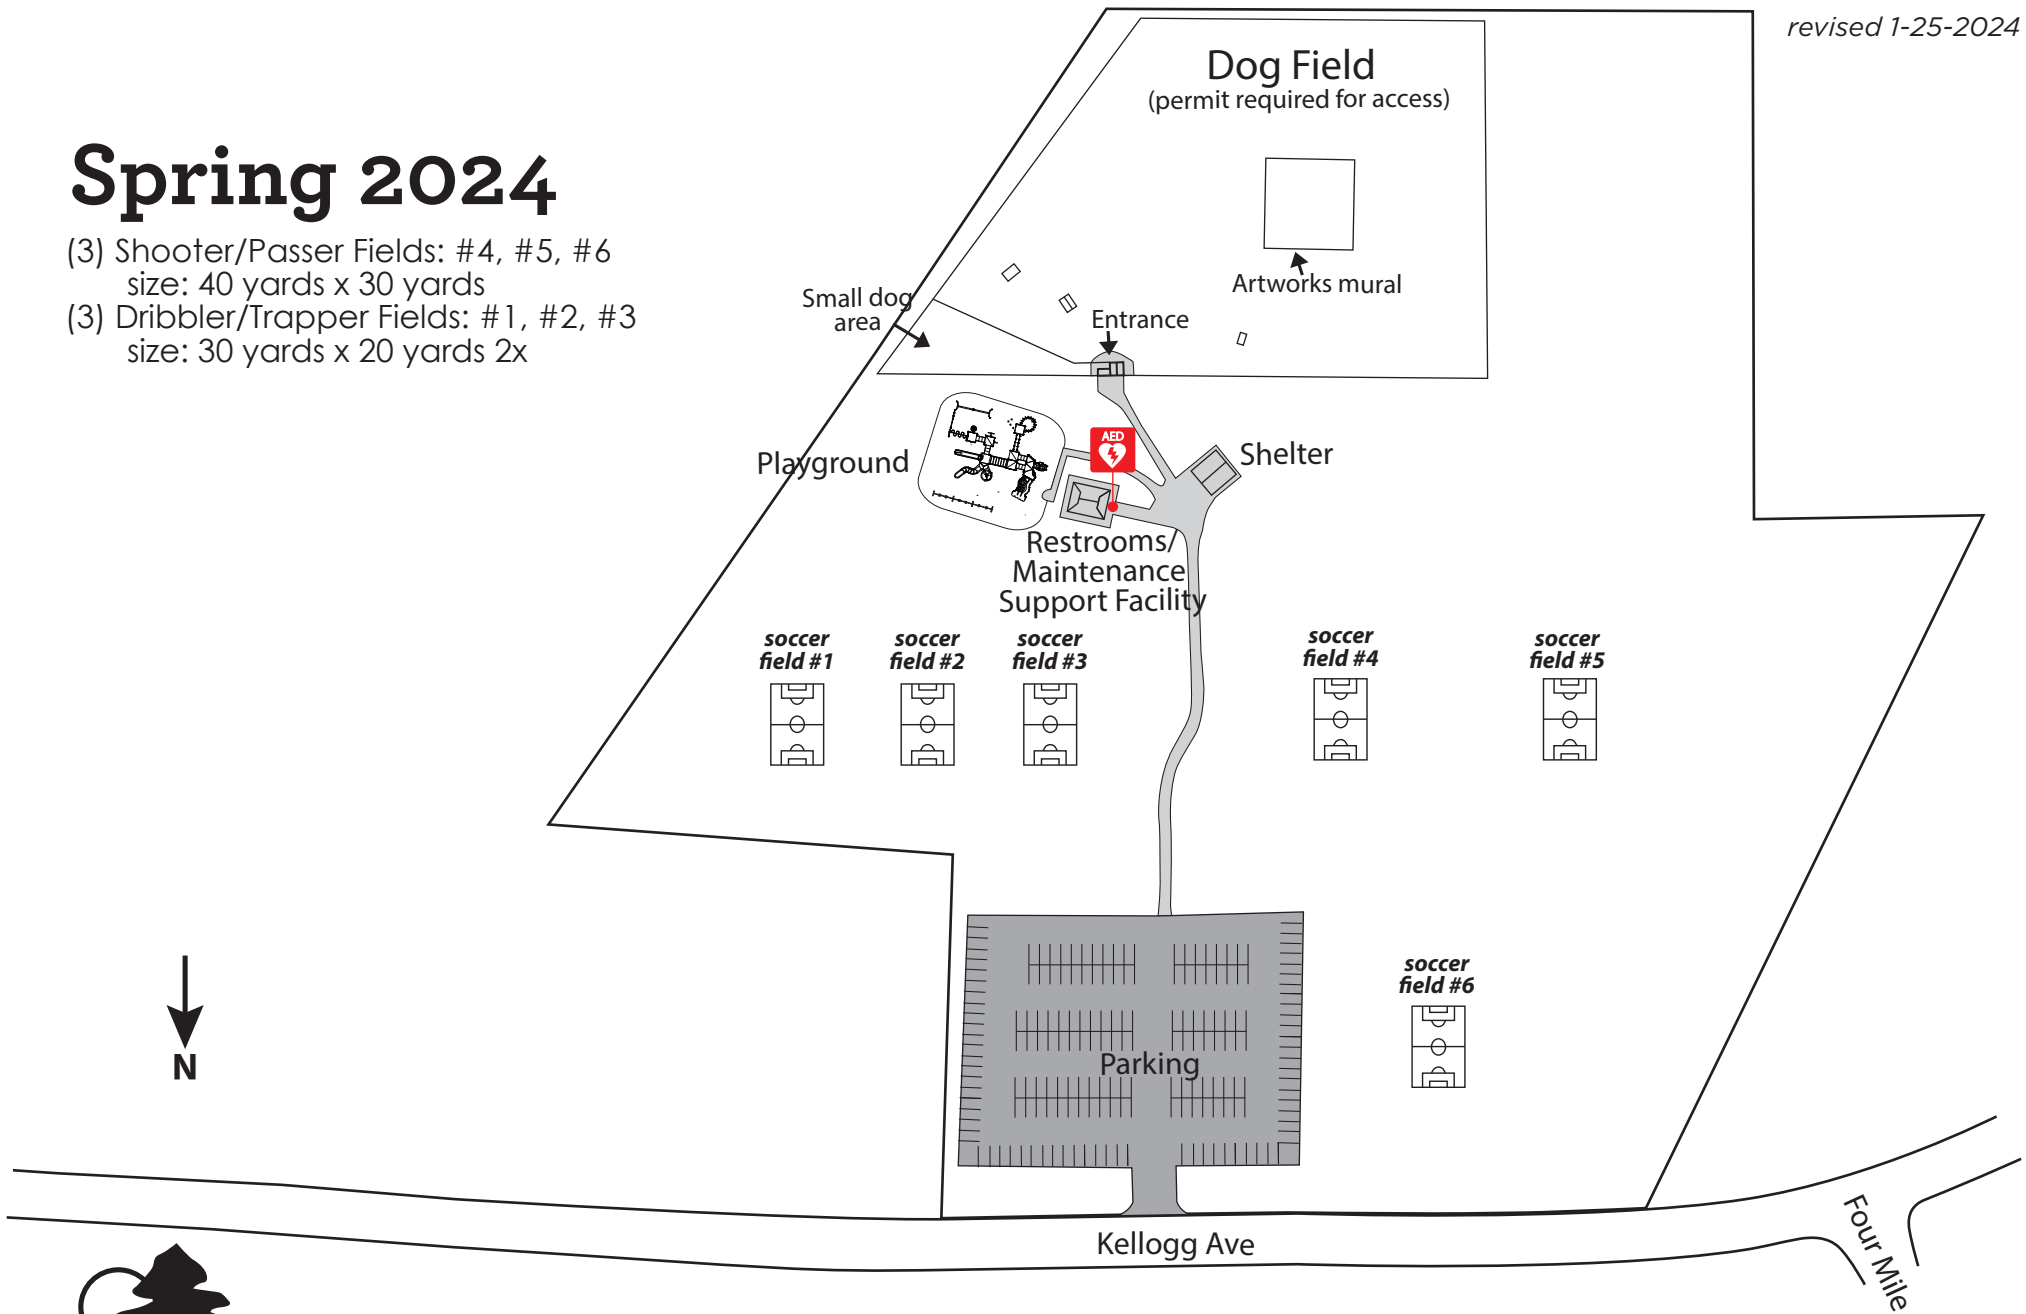 revised 1-25-2024
Dog Field
(permit required for access)
Spring 2024
(3) Shooter/Passer Fields: #4, #5, #6
size: 40 yards x 30 yards
(3) Dribbler/Trapper Fields: #1, #2, #3
size: 30 yards x 20 yards 2x
Artworks mural
Small dog
area
Entrance
AED
Playground
Shelter
Restrooms/
Maintenance
Support Facility
soccer
field #1
soccer
field #2
soccer
field #3
soccer
field #4
soccer
field #5
soccer
field #6
N
Parking
Kellogg Ave
Four Mile